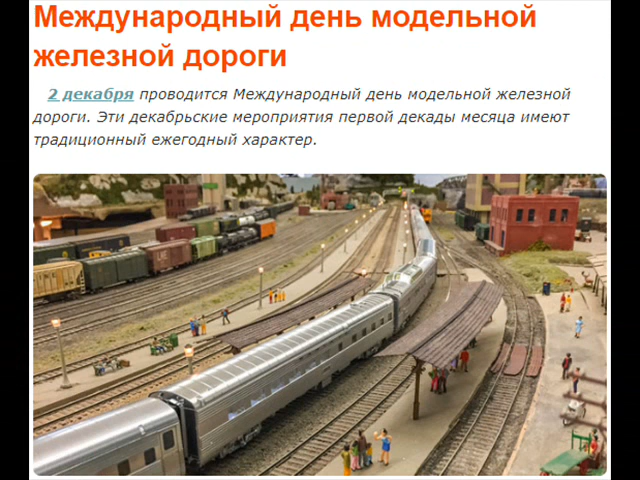 Международный день модельной
железной дороги
2 декабря проводится Международный день модельной железной
дороги. Эти декабрьские мероприятия первой декады месяца имеют
традиционный ежегодный характер.